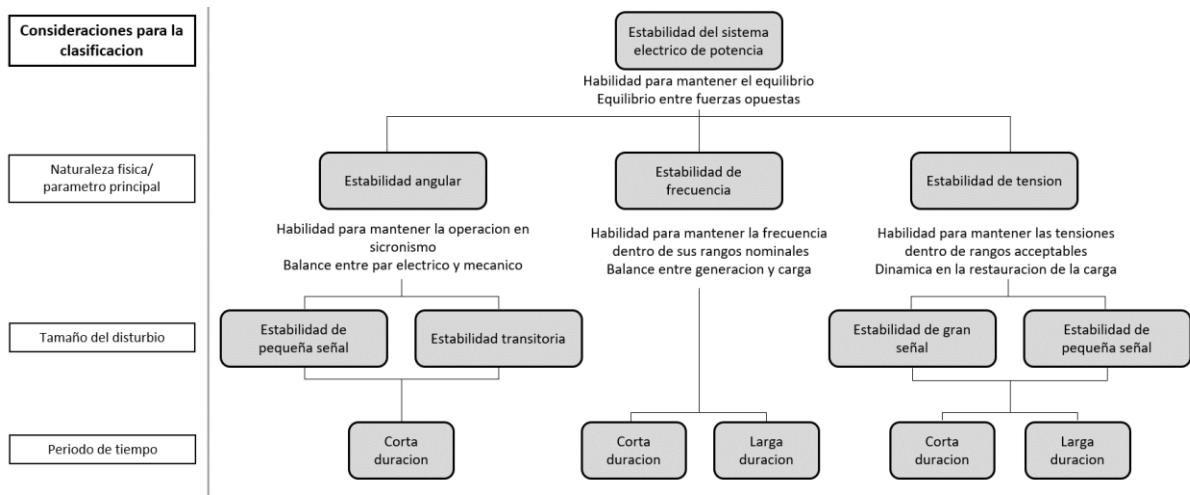 Consideraciones para la
clasificacion
Estabilidad del sistema
electrico de potencia
Habilidad para mantener el equilibrio
Equilibrio entre fuerzas opuestas
Naturaleza fisica/
parametro principal
Estabilidad angular
Estabilidad de
frecuencia
Estabilidad de tension
Habilidad para mantener la operacion en
sicronismo
Balance entre par electrico y mecanico
Habilidad para mantener la frecuencia
dentro de sus rangos nominales
Balance entre generacion y carga
Habilidad para mantener las tensiones
dentro de rangos acceptables
Dinamica en la restauracion de la carga
Tamaño del disturbio
Estabilidad de
pequeña señal
Estabilidad transitoria
Estabilidad de gran
señal
Estabilidad de
pequeña señal
Periodo de tiempo
Corta
duracion
Corta
duracion
Larga
duracion
Corta
duracion
Larga
duracion